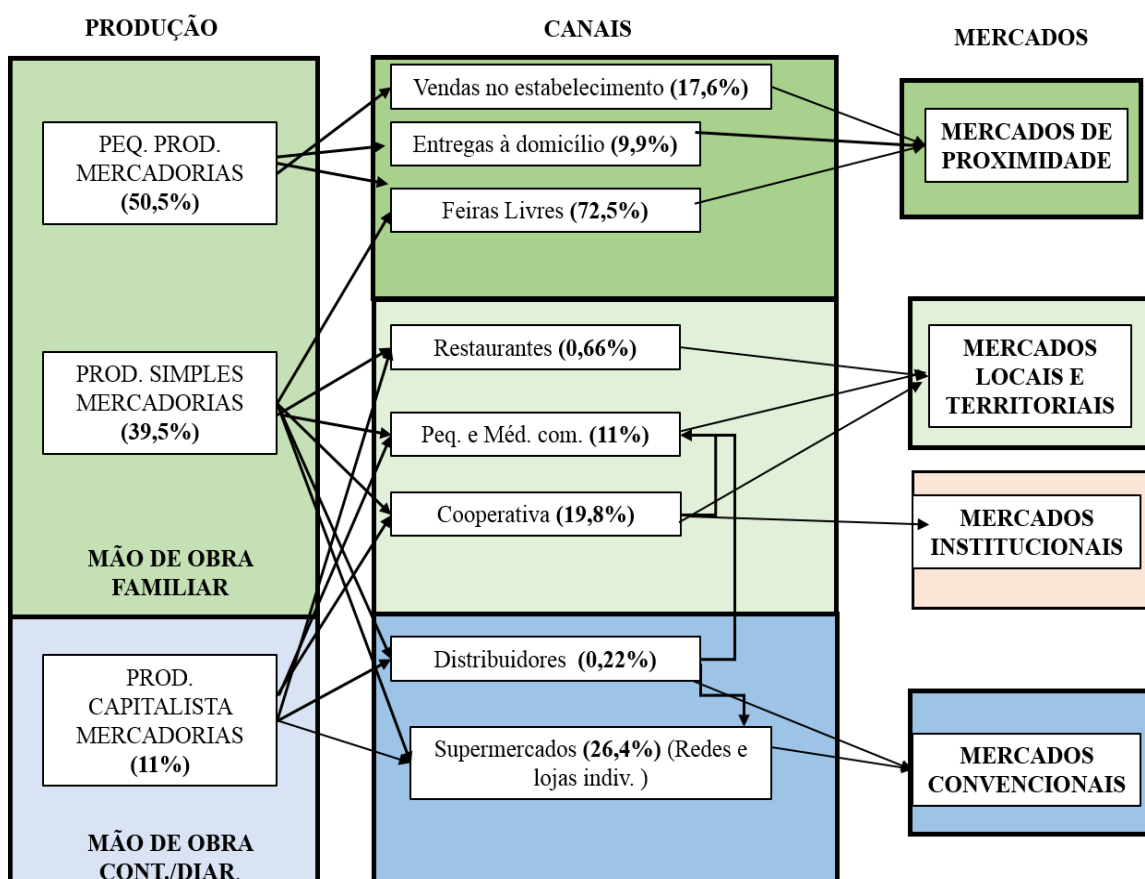 PRODUÇÃO
CANAIS
MERCADOS
PEQ. PROD.
MERCADORIAS
(50,5%)
PROD. SIMPLES
MERCADORIAS
(39,5%)
MÃO DE OBRA
FAMILIAR
PROD.
CAPITALISTA
MERCADORIAS
(11%)
MÃO DE OBRA
CONT./DIAR.
Vendas no estabelecimento (17,6%)
Entregas à domicílio (9,9%)
Feiras Livres (72,5%)
Restaurantes (0,66%)
Peq. e Méd. com. (11%)
Cooperativa (19,8%)
Distribuidores (0,22%)
Supermercados (26,4%) (Redes e
lojas indiv. )
MERCADOS DE
PROXIMIDADE
MERCADOS
LOCAIS E
TERRITORIAIS
MERCADOS
INSTITUCIONAIS
MERCADOS
CONVENCIONAIS